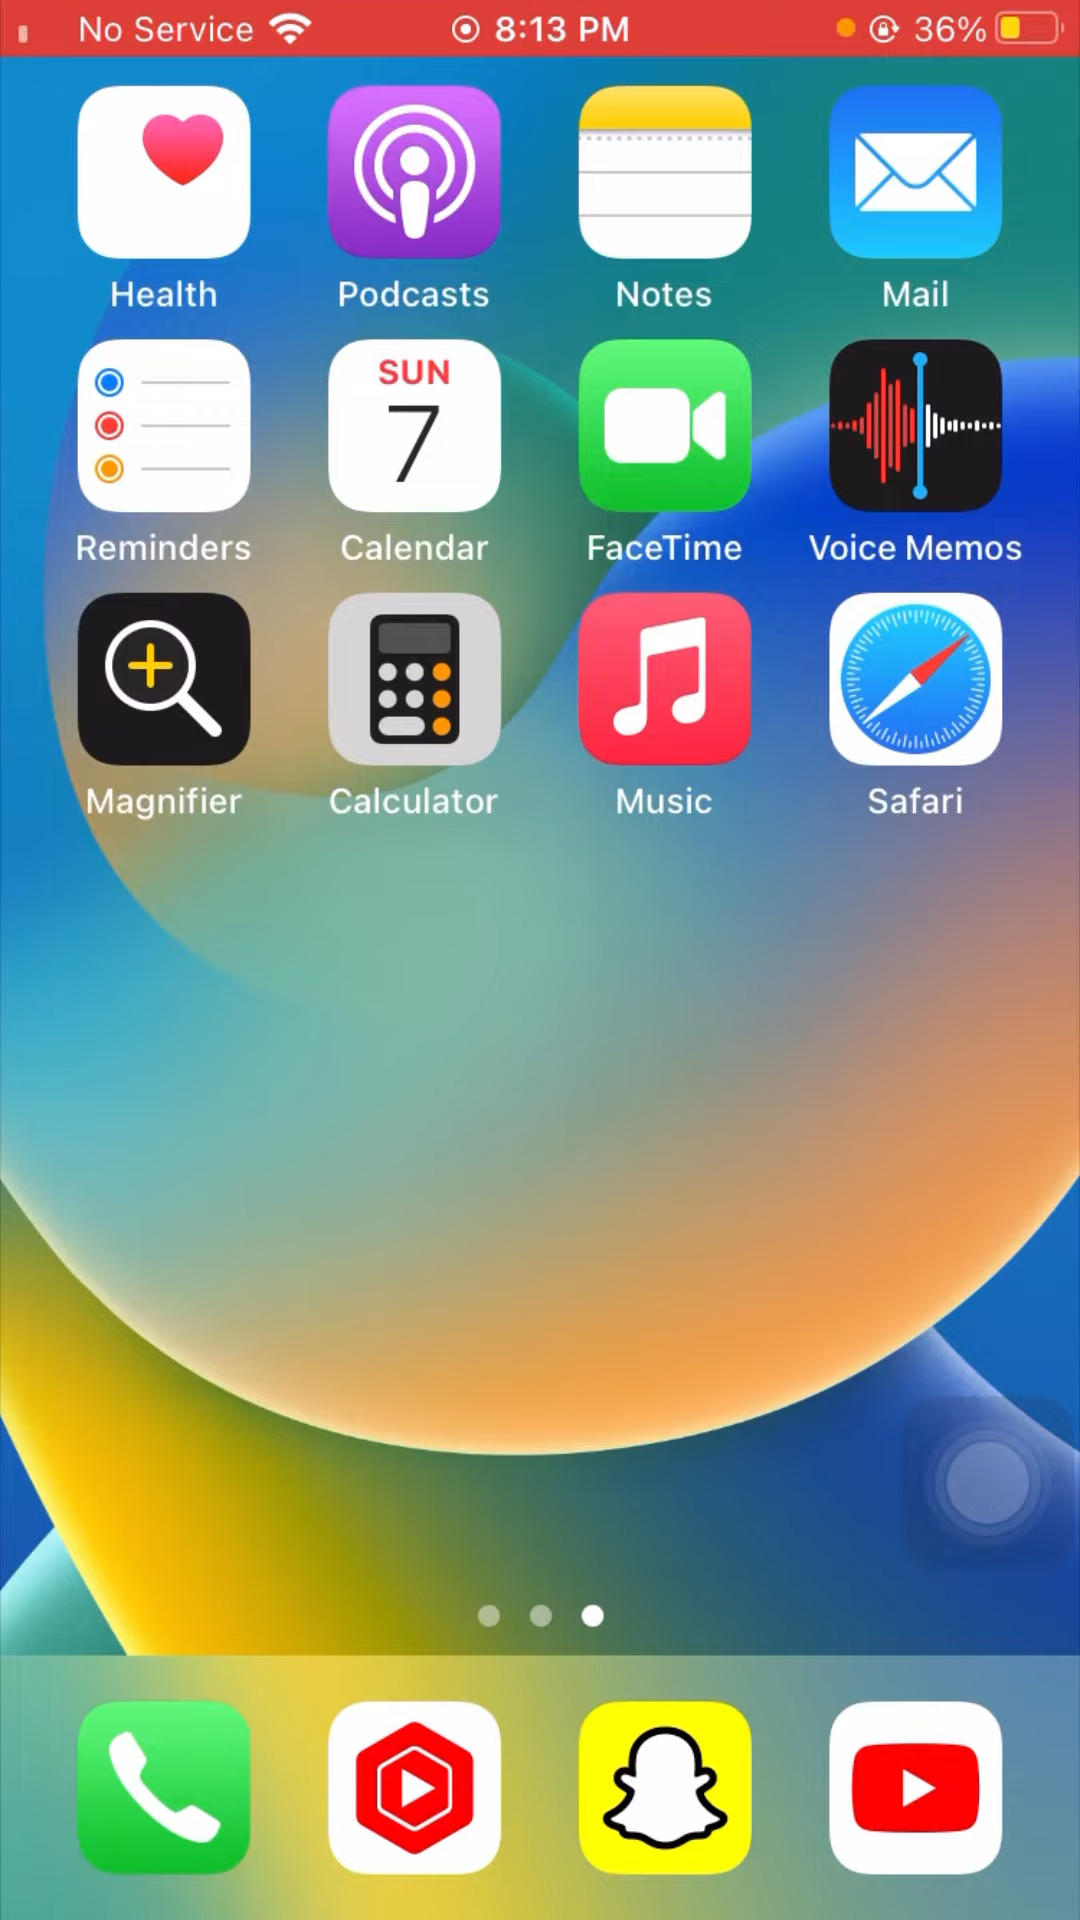 No Service 8:13 PM 36%
Health Podcasts Notes Mail
SUN
7
Reminders Calendar FaceTime Voice Memos
Magnifier Calculator Music Safari